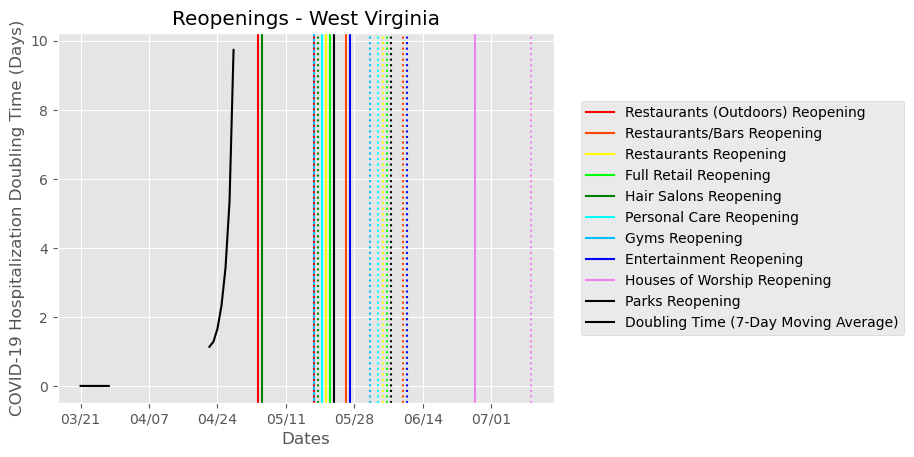 Reopenings - West Virginia
COVID-19 Hospitalization Doubling Time (Days)
10
8
6
4
2
0
03/21 04/07 04/24 05/11 05/28 06/14 07/01
Dates
Restaurants (Outdoors) Reopening
Restaurants/Bars Reopening
Restaurants Reopening
Full Retail Reopening
Hair Salons Reopening
Personal Care Reopening
Gyms Reopening
Entertainment Reopening
Houses of Worship Reopening
Parks Reopening
Doubling Time (7-Day Moving Average)